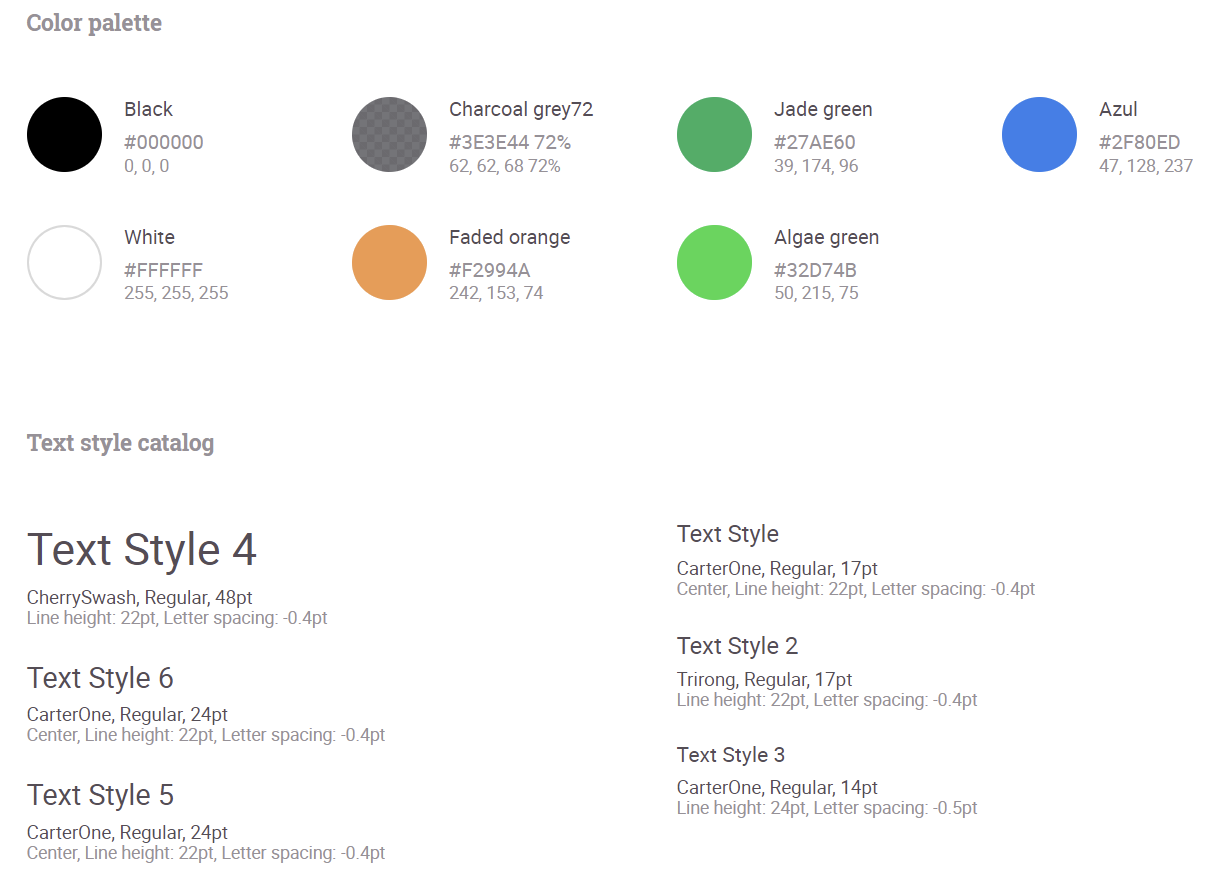 Color palette
Black
#000000
0, 0, 0
Charcoal grey72
#3E3E44 72%
62, 62, 68 72%
Jade green
#27AE60
39, 174, 96
Azul
#2F80ED
47, 128, 237
White
#FFFFFF
255, 255, 255
Faded orange
#F2994A
242, 153, 74
Algae green
#32D74B
50, 215, 75
Text style catalog
Text Style 4
CherrySwash, Regular, 48pt
Line height: 22pt, Letter spacing: -0.4pt
Text Style 6
CarterOne, Regular, 24pt
Center, Line height: 22pt, Letter spacing: -0.4pt
Text Style 5
CarterOne, Regular, 24pt
Center, Line height: 22pt, Letter spacing: -0.4pt
Text Style
CarterOne, Regular, 17pt
Center, Line height: 22pt, Letter spacing: -0.4pt
Text Style 2
Trirong, Regular, 17pt
Line height: 22pt, Letter spacing: -0.4pt
Text Style 3
CarterOne, Regular, 14pt
Line height: 24pt, Letter spacing: -0.5pt